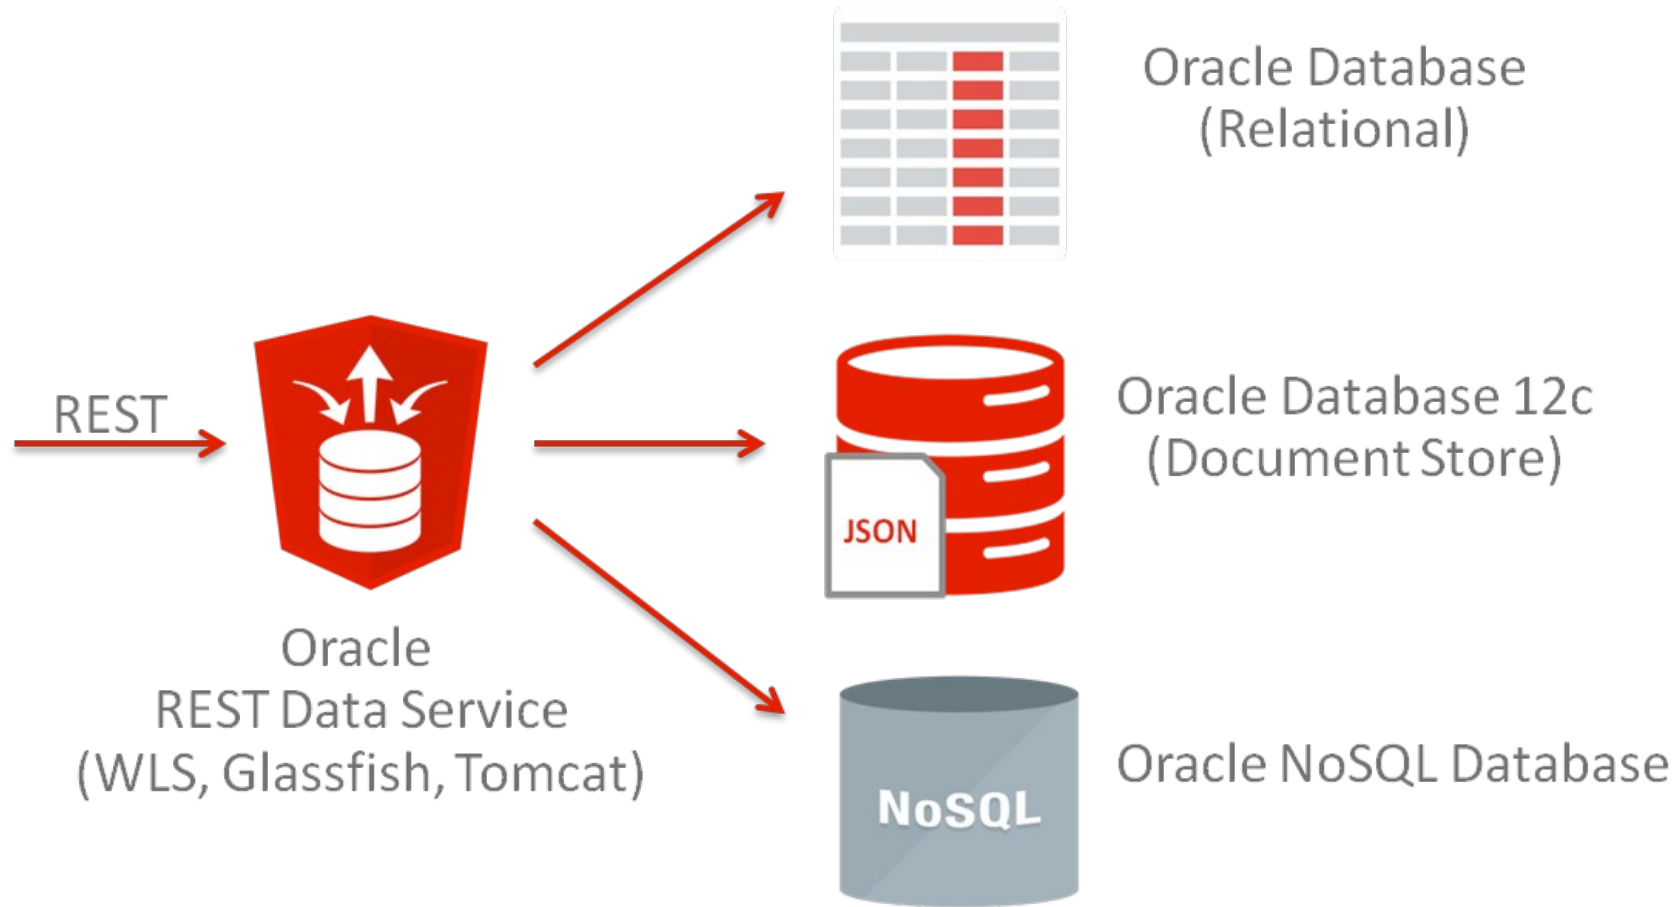 REST
Oracle
REST Data Service
(WLS, Glassfish, Tomcat)
Oracle Database
(Relational)
JSON
Oracle Database 12c
(Document Store)
NoSQL
Oracle NoSQL Database